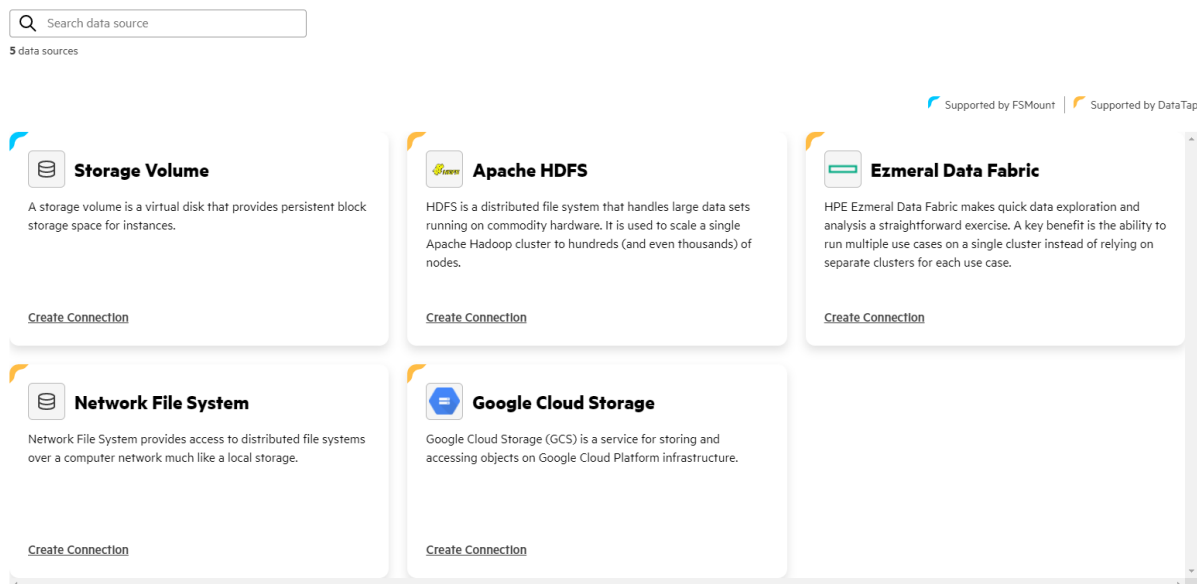 Search data source
5 data sources
Supported by FSMount
Supported by DataTap
Storage Volume
A storage volume is a virtual disk that provides persistent block
storage space for instances.
Create Connection
HDFS
Apache HDFS
HDFS is a distributed file system that handles large data sets
running on commodity hardware. It is used to scale a single
Apache Hadoop cluster to hundreds (and even thousands) of
nodes.
Create Connection
Ezmeral Data Fabric
HPE Ezmeral Data Fabric makes quick data exploration and
analysis a straightforward exercise. A key benefit is the ability to
run multiple use cases on a single cluster instead of relying on
separate clusters for each use case.
Create Connection
Network File System
Network File System provides access to distributed file systems
over a computer network much like a local storage.
Create Connection
Google Cloud Storage
Google Cloud Storage (GCS) is a service for storing and
accessing objects on Google Cloud Platform infrastructure.
Create Connection